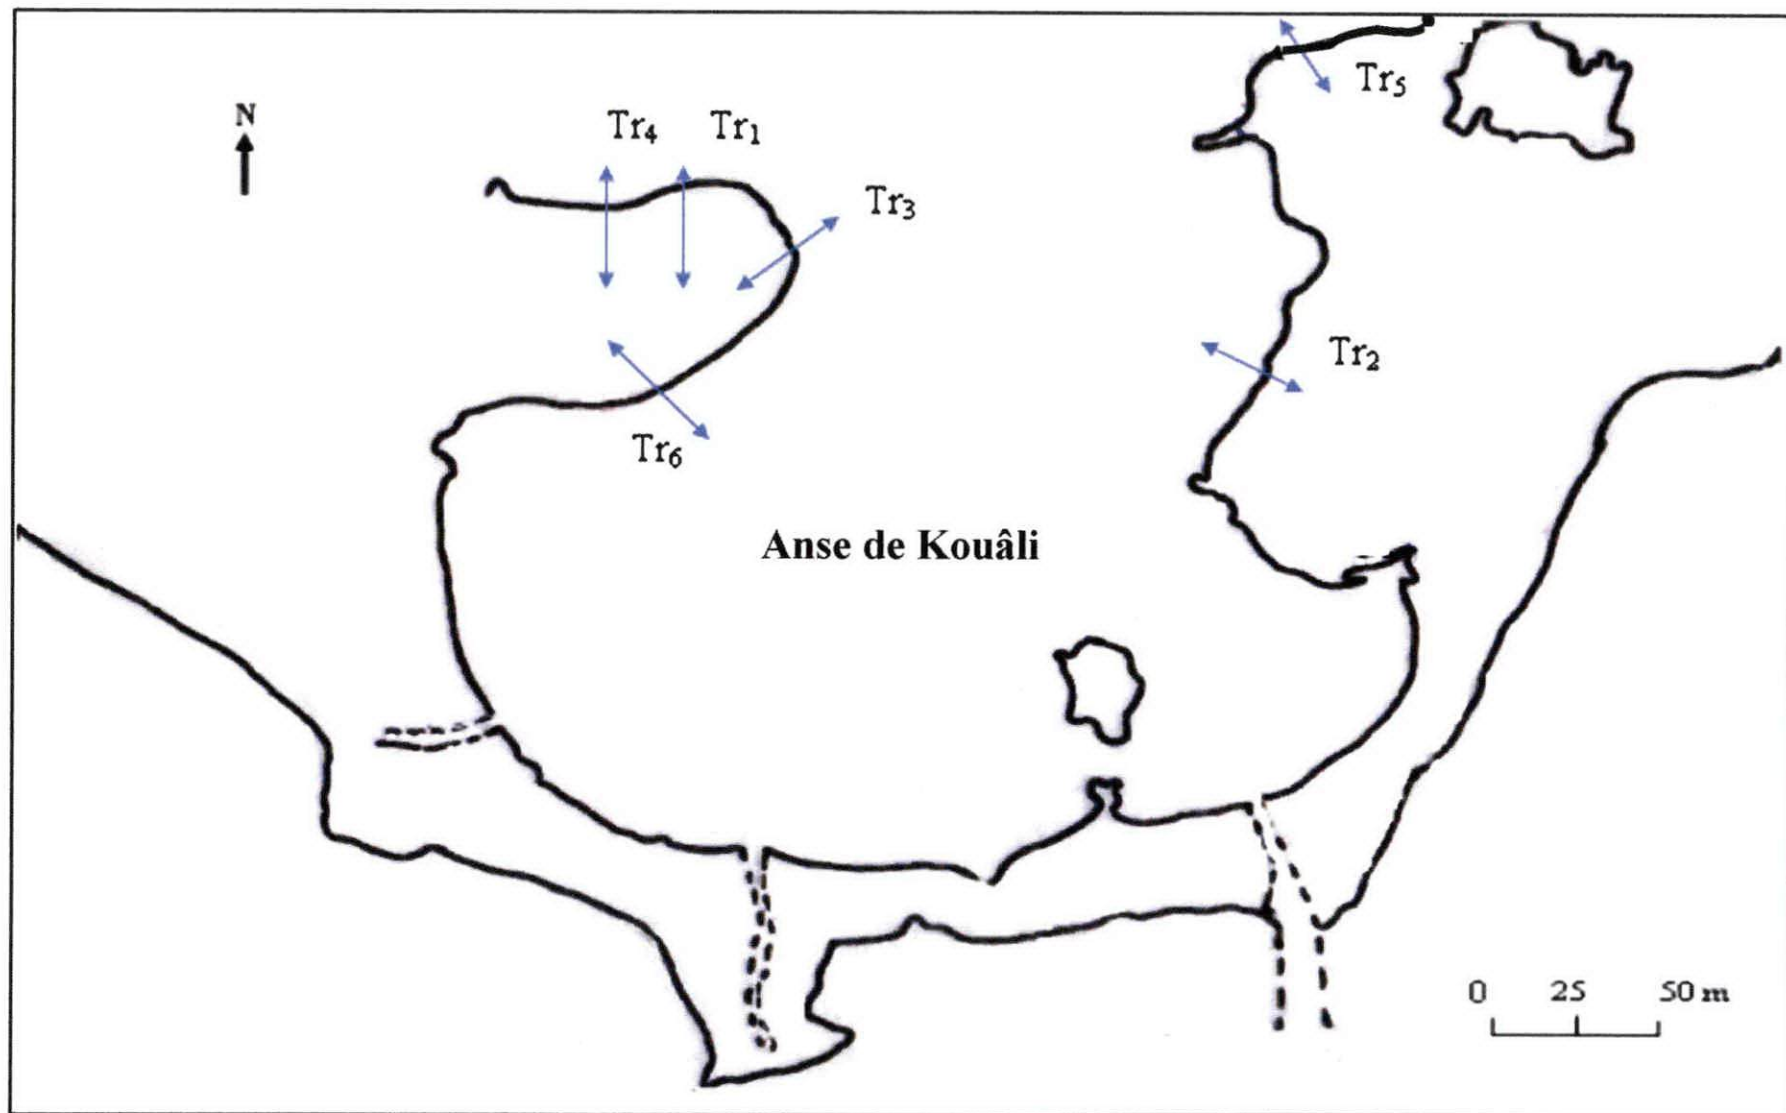 Tr₅
N
Tr₄ Tr₁
Tr₃
Tr₂
Tr₆
Anse de Kouâli
0 25 50 m